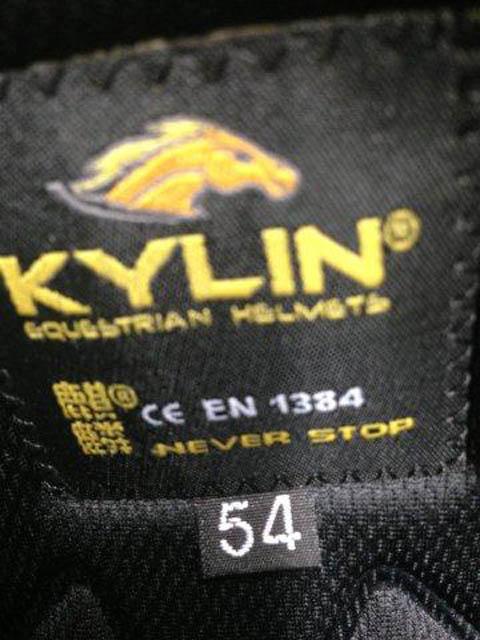 KYLIN®
EQUESTRIAN HELMETS
CE EN 1384
NEVER STOP
54